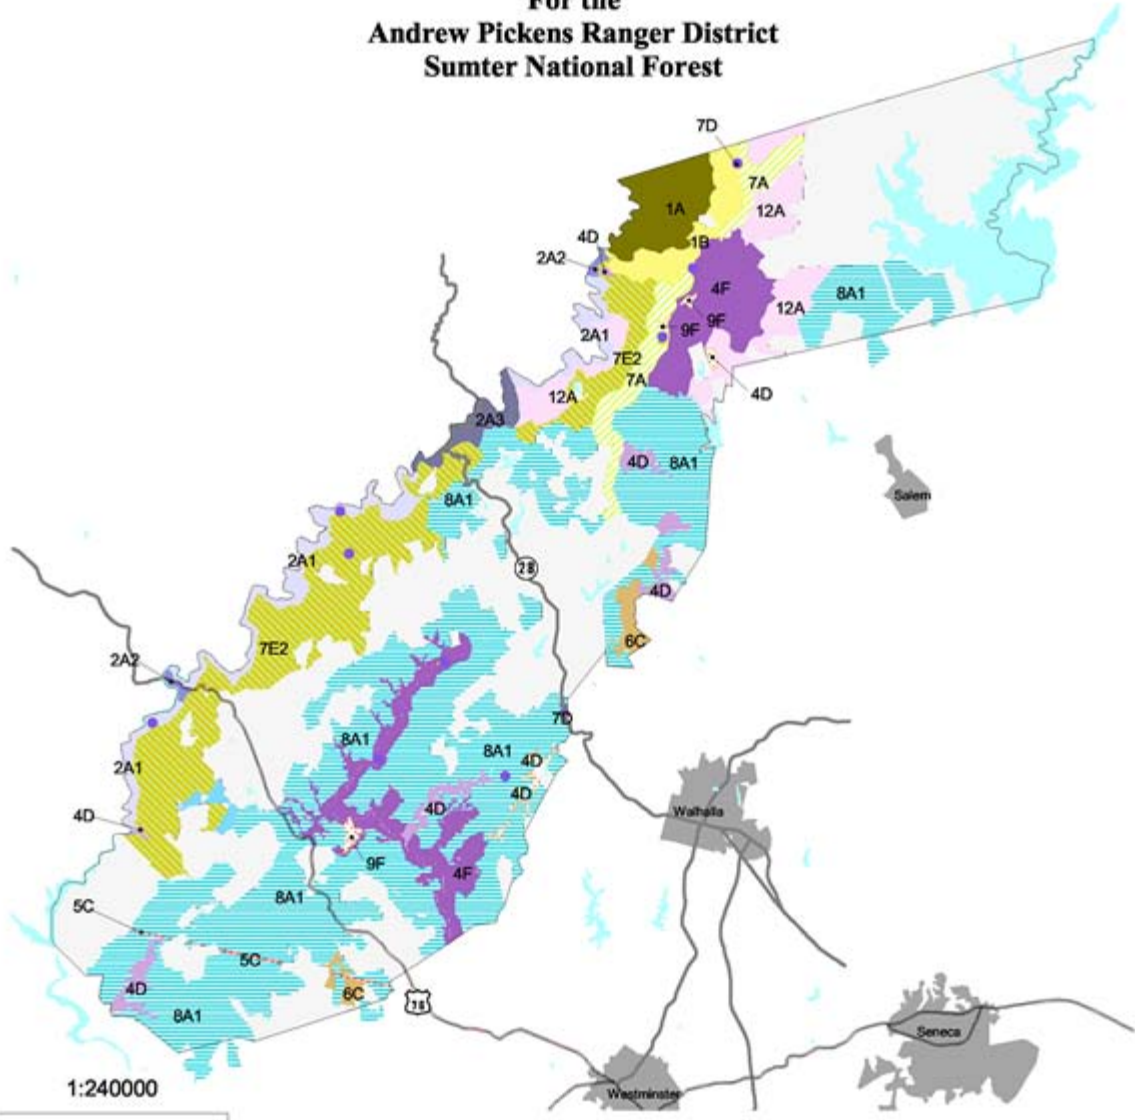 For the
Andrew Pickens Ranger District
Sumter National Forest
7D
7A
1A
12A
4D
1B
2A2
4F
8A1
12A
9F
9F
2A1
7E2
7A
4D
12A
2A3
4D
8A1
8A1
Salem
2A1
28
4D
6C
7E2
2A2
7D
8A1
8A1
4D
2A1
4D
4D
4D
Walhalla
9F
4F
8A1
5C
5C
4D
6C
8A1
76
Seneca
1:240000
Westminster